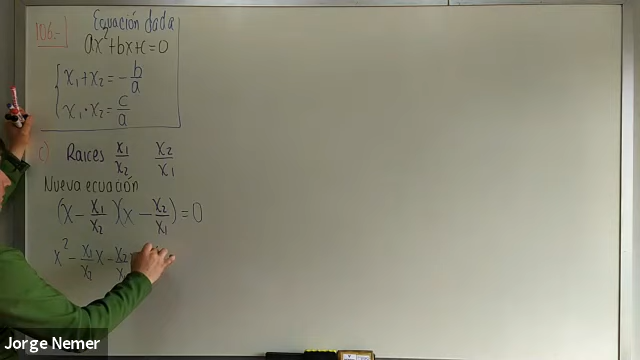 106.-
Ecuación dada
ax²+bx+c=0
x₁+x₂=-b/a
x₁·x₂=c/a
c) Raices x₁/x₂ x₂/x₁
Nueva ecuación
(x - x₁/x₂)(x - x₂/x₁)=0
x² - x₁/x₂ x - x₂/x₁
Jorge Nemer